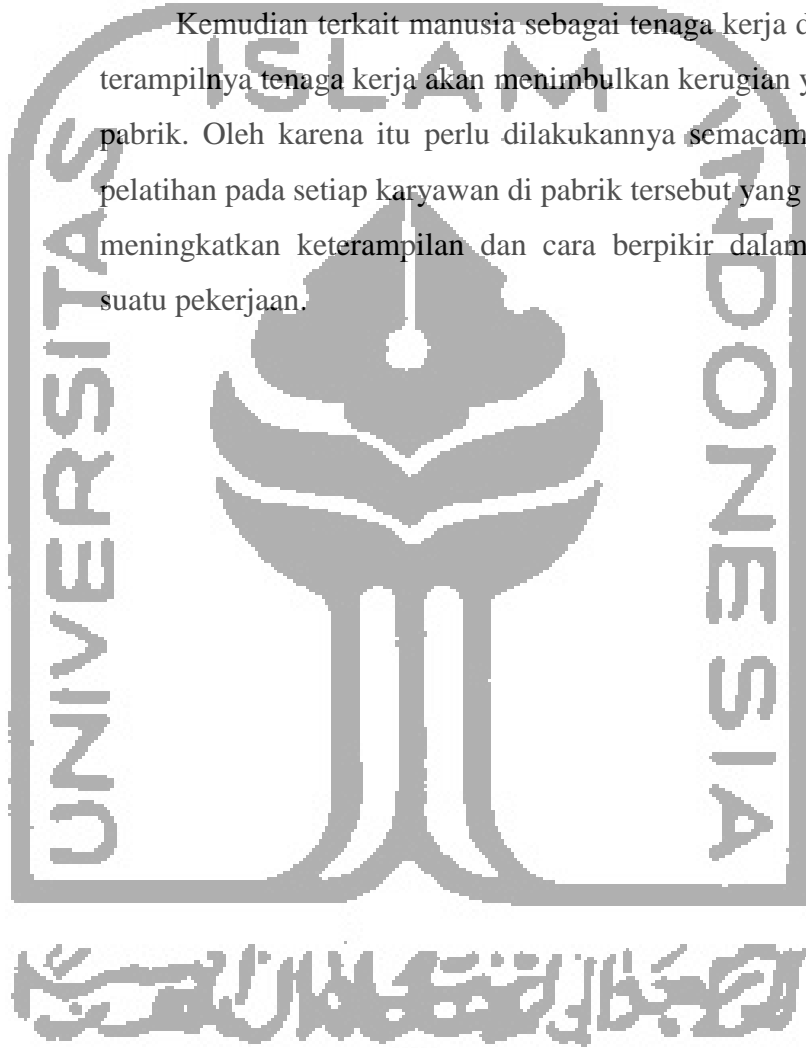 Kemudian terkait manusia sebagai tenaga kerja d
terampilnya tenaga kerja akan menimbulkan kerugian y
pabrik. Oleh karena itu perlu dilakukannya semacam
pelatihan pada setiap karyawan di pabrik tersebut yang
meningkatkan keterampilan dan cara berpikir dalam
suatu pekerjaan.
UNIVERSITAS
ISLAM
INDONESIA